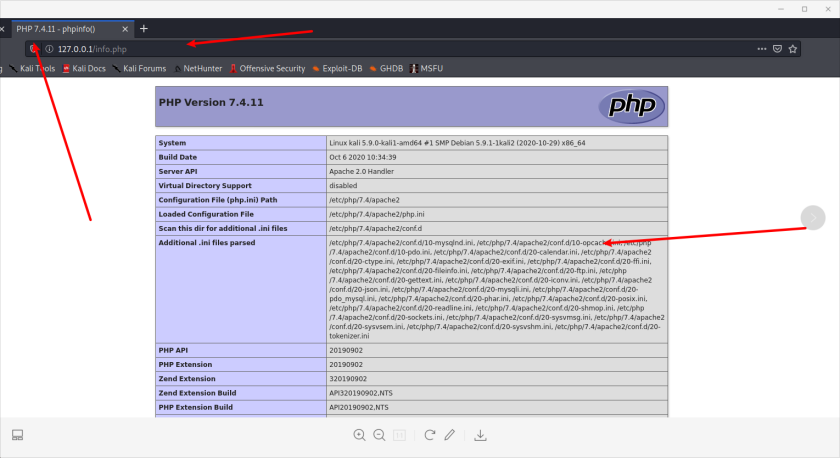 PHP 7.4.11 - phpinfo()
127.0.0.1/info.php
Kali Tools Kali Docs Kali Forums NetHunter Offensive Security Exploit-DB GHDB MSFU
PHP Version 7.4.11
php
System Linux kali 5.9.0-kali1-amd64 #1 SMP Debian 5.9.1-1kali2 (2020-10-29) x86_64
Build Date Oct 6 2020 10:34:39
Server API Apache 2.0 Handler
Virtual Directory Support disabled
Configuration File (php.ini) Path /etc/php/7.4/apache2
Loaded Configuration File /etc/php/7.4/apache2/php.ini
Scan this dir for additional .ini files /etc/php/7.4/apache2/conf.d
Additional .ini files parsed /etc/php/7.4/apache2/conf.d/10-mysqlnd.ini, /etc/php/7.4/apache2/conf.d/10-opcache.ini, /etc/php
/7.4/apache2/conf.d/10-pdo.ini, /etc/php/7.4/apache2/conf.d/20-calendar.ini, /etc/php/7.4/apache2
/conf.d/20-ctype.ini, /etc/php/7.4/apache2/conf.d/20-exif.ini, /etc/php/7.4/apache2/conf.d/20-ffi.ini,
/etc/php/7.4/apache2/conf.d/20-fileinfo.ini, /etc/php/7.4/apache2/conf.d/20-ftp.ini, /etc/php
/7.4/apache2/conf.d/20-gettext.ini, /etc/php/7.4/apache2/conf.d/20-iconv.ini, /etc/php/7.4/apache2
/conf.d/20-json.ini, /etc/php/7.4/apache2/conf.d/20-mysqli.ini, /etc/php/7.4/apache2/conf.d/20-
pdo_mysql.ini, /etc/php/7.4/apache2/conf.d/20-phar.ini, /etc/php/7.4/apache2/conf.d/20-posix.ini,
/etc/php/7.4/apache2/conf.d/20-readline.ini, /etc/php/7.4/apache2/conf.d/20-shmop.ini, /etc/php
/7.4/apache2/conf.d/20-sockets.ini, /etc/php/7.4/apache2/conf.d/20-sysvmsg.ini, /etc/php/7.4/apache2
/conf.d/20-sysvsem.ini, /etc/php/7.4/apache2/conf.d/20-sysvshm.ini, /etc/php/7.4/apache2/conf.d/20-
tokenizer.ini
PHP API 20190902
PHP Extension 20190902
Zend Extension 320190902
Zend Extension Build API320190902,NTS
PHP Extension Build API20190902,NTS